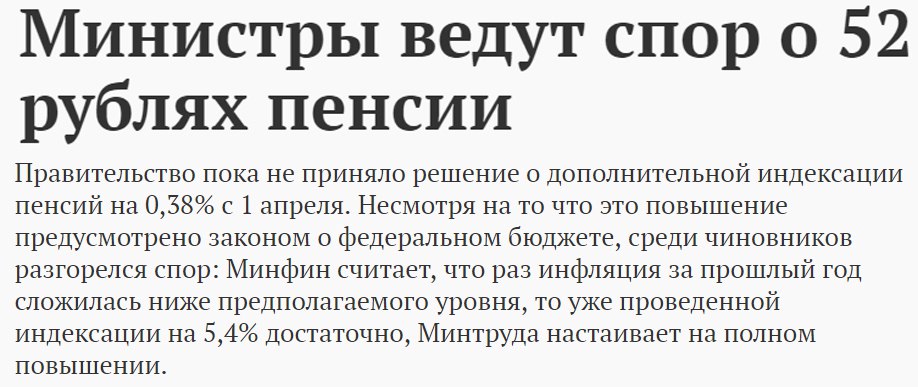 Министры ведут спор о 52
рублях пенсии
Правительство пока не приняло решение о дополнительной индексации
пенсий на 0,38% с 1 апреля. Несмотря на то что это повышение
предусмотрено законом о федеральном бюджете, среди чиновников
разгорелся спор: Минфин считает, что раз инфляция за прошлый год
сложилась ниже предполагаемого уровня, то уже проведенной
индексации на 5,4% достаточно, Минтруда настаивает на полном
повышении.